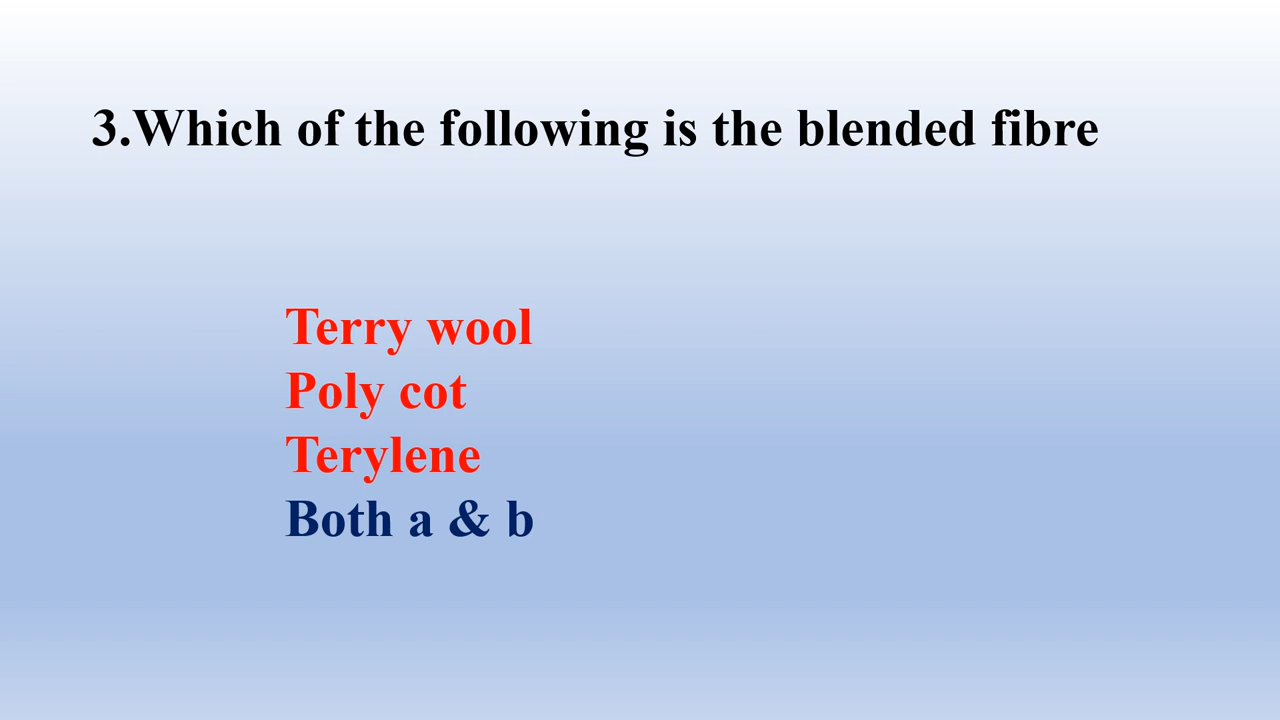 3.Which of the following is the blended fibre
Terry wool
Poly cot
Terylene
Both a & b